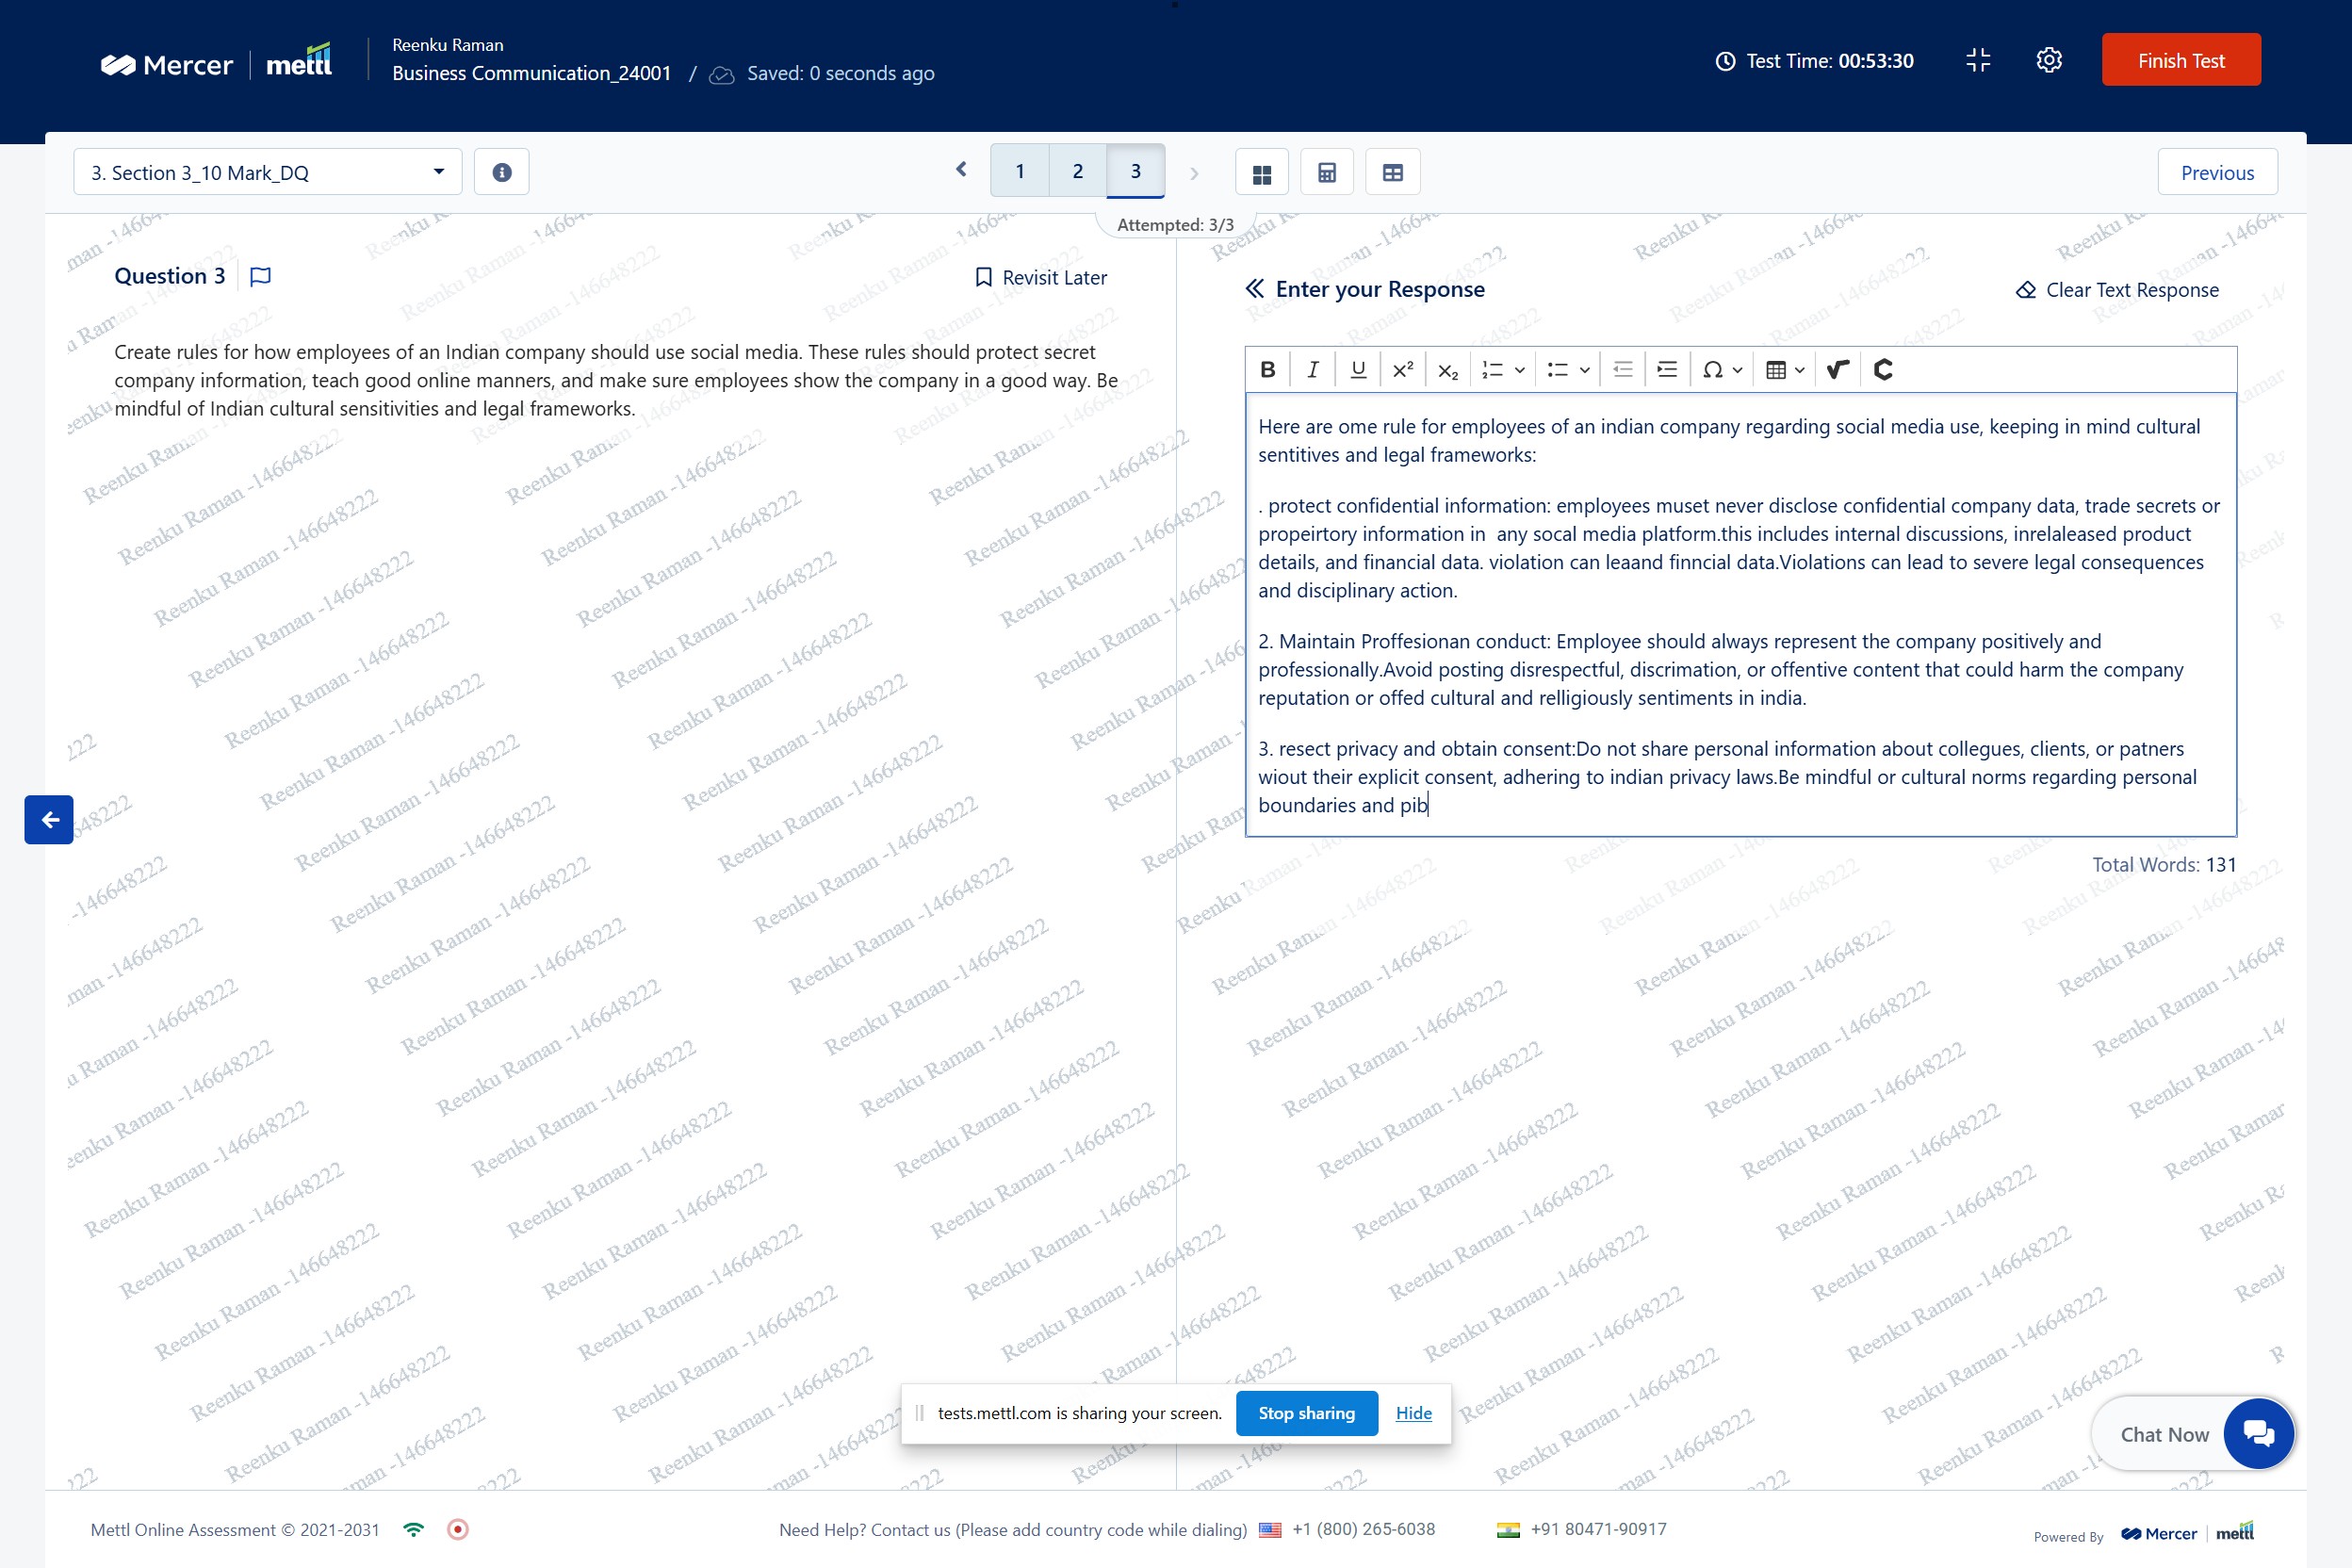 Mercer | mettl
Reenku Raman
Business Communication_24001 / Saved: 0 seconds ago
Test Time: 00:53:30
Finish Test
3. Section 3_10 Mark_DQ
1 2 3
Previous
Attempted: 3/3
Question 3
Revisit Later
Create rules for how employees of an Indian company should use social media. These rules should protect secret
company information, teach good online manners, and make sure employees show the company in a good way. Be
mindful of Indian cultural sensitivities and legal frameworks.
Enter your Response
Clear Text Response
B I U x² x₂ Ω
Here are ome rule for employees of an indian company regarding social media use, keeping in mind cultural
sentitives and legal frameworks:
. protect confidential information: employees muset never disclose confidential company data, trade secrets or
propeirtory information in  any socal media platform.this includes internal discussions, inrelaleased product
details, and financial data. violation can leaand finncial data.Violations can lead to severe legal consequences
and disciplinary action.
2. Maintain Proffesionan conduct: Employee should always represent the company positively and
professionally.Avoid posting disrespectful, discrimation, or offentive content that could harm the company
reputation or offed cultural and relligiously sentiments in india.
3. resect privacy and obtain consent:Do not share personal information about collegues, clients, or patners
wiout their explicit consent, adhering to indian privacy laws.Be mindful or cultural norms regarding personal
boundaries and pib
Total Words: 131
Reenku Raman -146648222
tests.mettl.com is sharing your screen.
Stop sharing
Hide
Chat Now
Mettl Online Assessment © 2021-2031
Need Help? Contact us (Please add country code while dialing) +1 (800) 265-6038 +91 80471-90917
Powered By Mercer | mettl